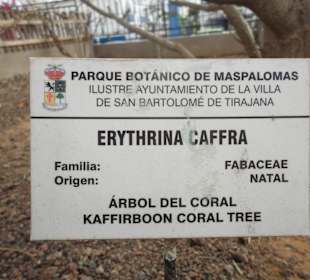 PARQUE BOTÁNICO DE MASPALOMAS
ILUSTRE AYUNTAMIENTO DE LA VILLA
DE SAN BARTOLOMÉ DE TIRAJANA
ERYTHRINA CAFFRA
Familia: FABACEAE
Origen: NATAL
ÁRBOL DEL CORAL
KAFFIRBOON CORAL TREE